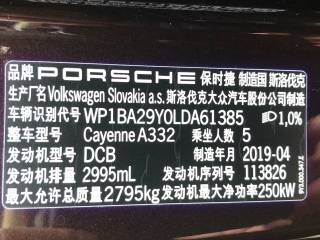 品牌 PORSCHE 保时捷 制造国 斯洛伐克
生产厂名 Volkswagen Slovakia a.s. 斯洛伐克大众汽车股份公司制造
车辆识别代号 WP1BA29Y0LDA61385 1,0%
整车型号 Cayenne A332 乘坐人数 5
发动机型号 DCB 制造年月 2019-04
发动机排量 2995mL 发动机序列号 113826
最大允许总质量 2795kg 发动机最大净功率 250kW